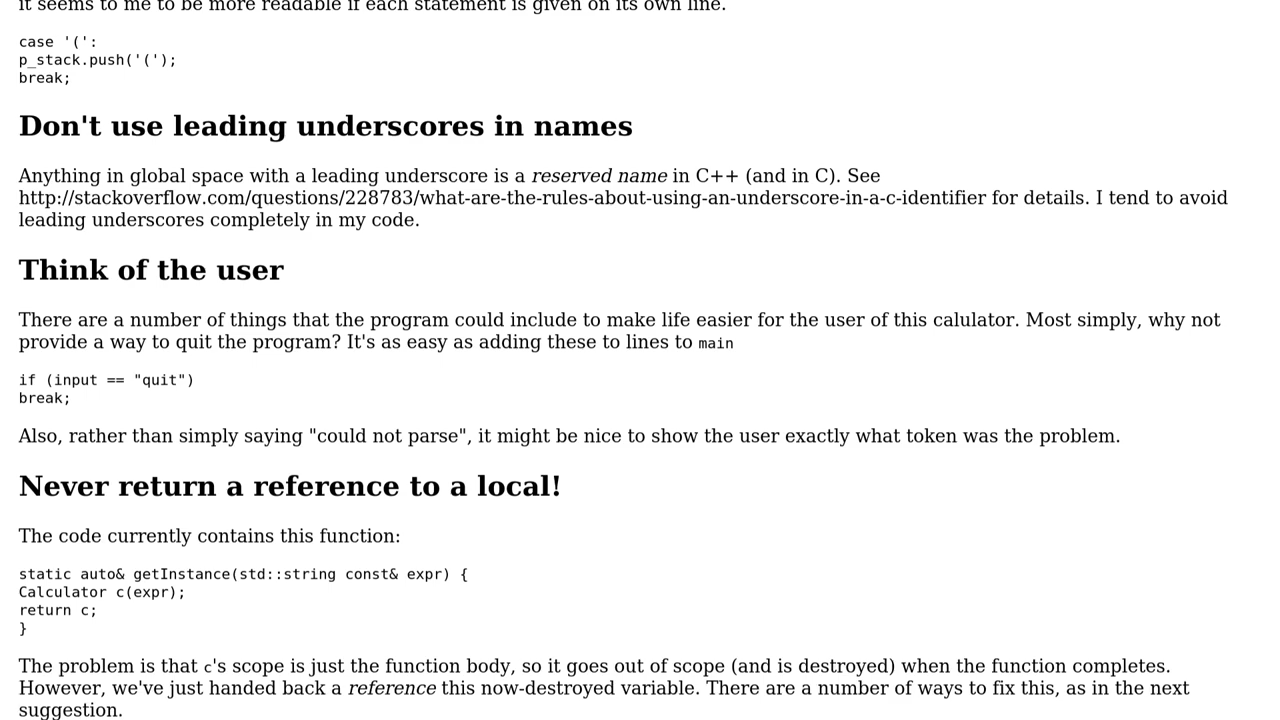 it seems to me to be more readable if each statement is given on its own line.
case '(':
p_stack.push('(');
break;
Don't use leading underscores in names
Anything in global space with a leading underscore is a reserved name in C++ (and in C). See
http://stackoverflow.com/questions/228783/what-are-the-rules-about-using-an-underscore-in-a-c-identifier for details. I tend to avoid
leading underscores completely in my code.
Think of the user
There are a number of things that the program could include to make life easier for the user of this calulator. Most simply, why not
provide a way to quit the program? It's as easy as adding these to lines to main
if (input == "quit")
break;
Also, rather than simply saying "could not parse", it might be nice to show the user exactly what token was the problem.
Never return a reference to a local!
The code currently contains this function:
static auto& getInstance(std::string const& expr) {
Calculator c(expr);
return c;
}
The problem is that c's scope is just the function body, so it goes out of scope (and is destroyed) when the function completes.
However, we've just handed back a reference this now-destroyed variable. There are a number of ways to fix this, as in the next
suggestion.